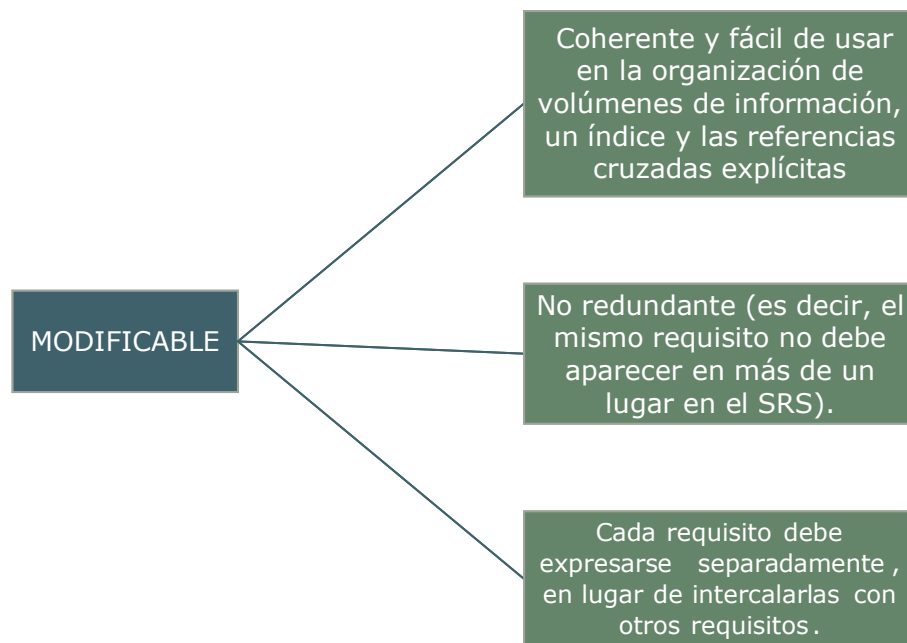 Coherente y fácil de usar
en la organización de
volúmenes de información,
un índice y las referencias
cruzadas explícitas
MODIFICABLE
No redundante (es decir, el
mismo requisito no debe
aparecer en más de un
lugar en el SRS).
Cada requisito debe
expresarse separadamente ,
en lugar de intercalarlas con
otros requisitos .